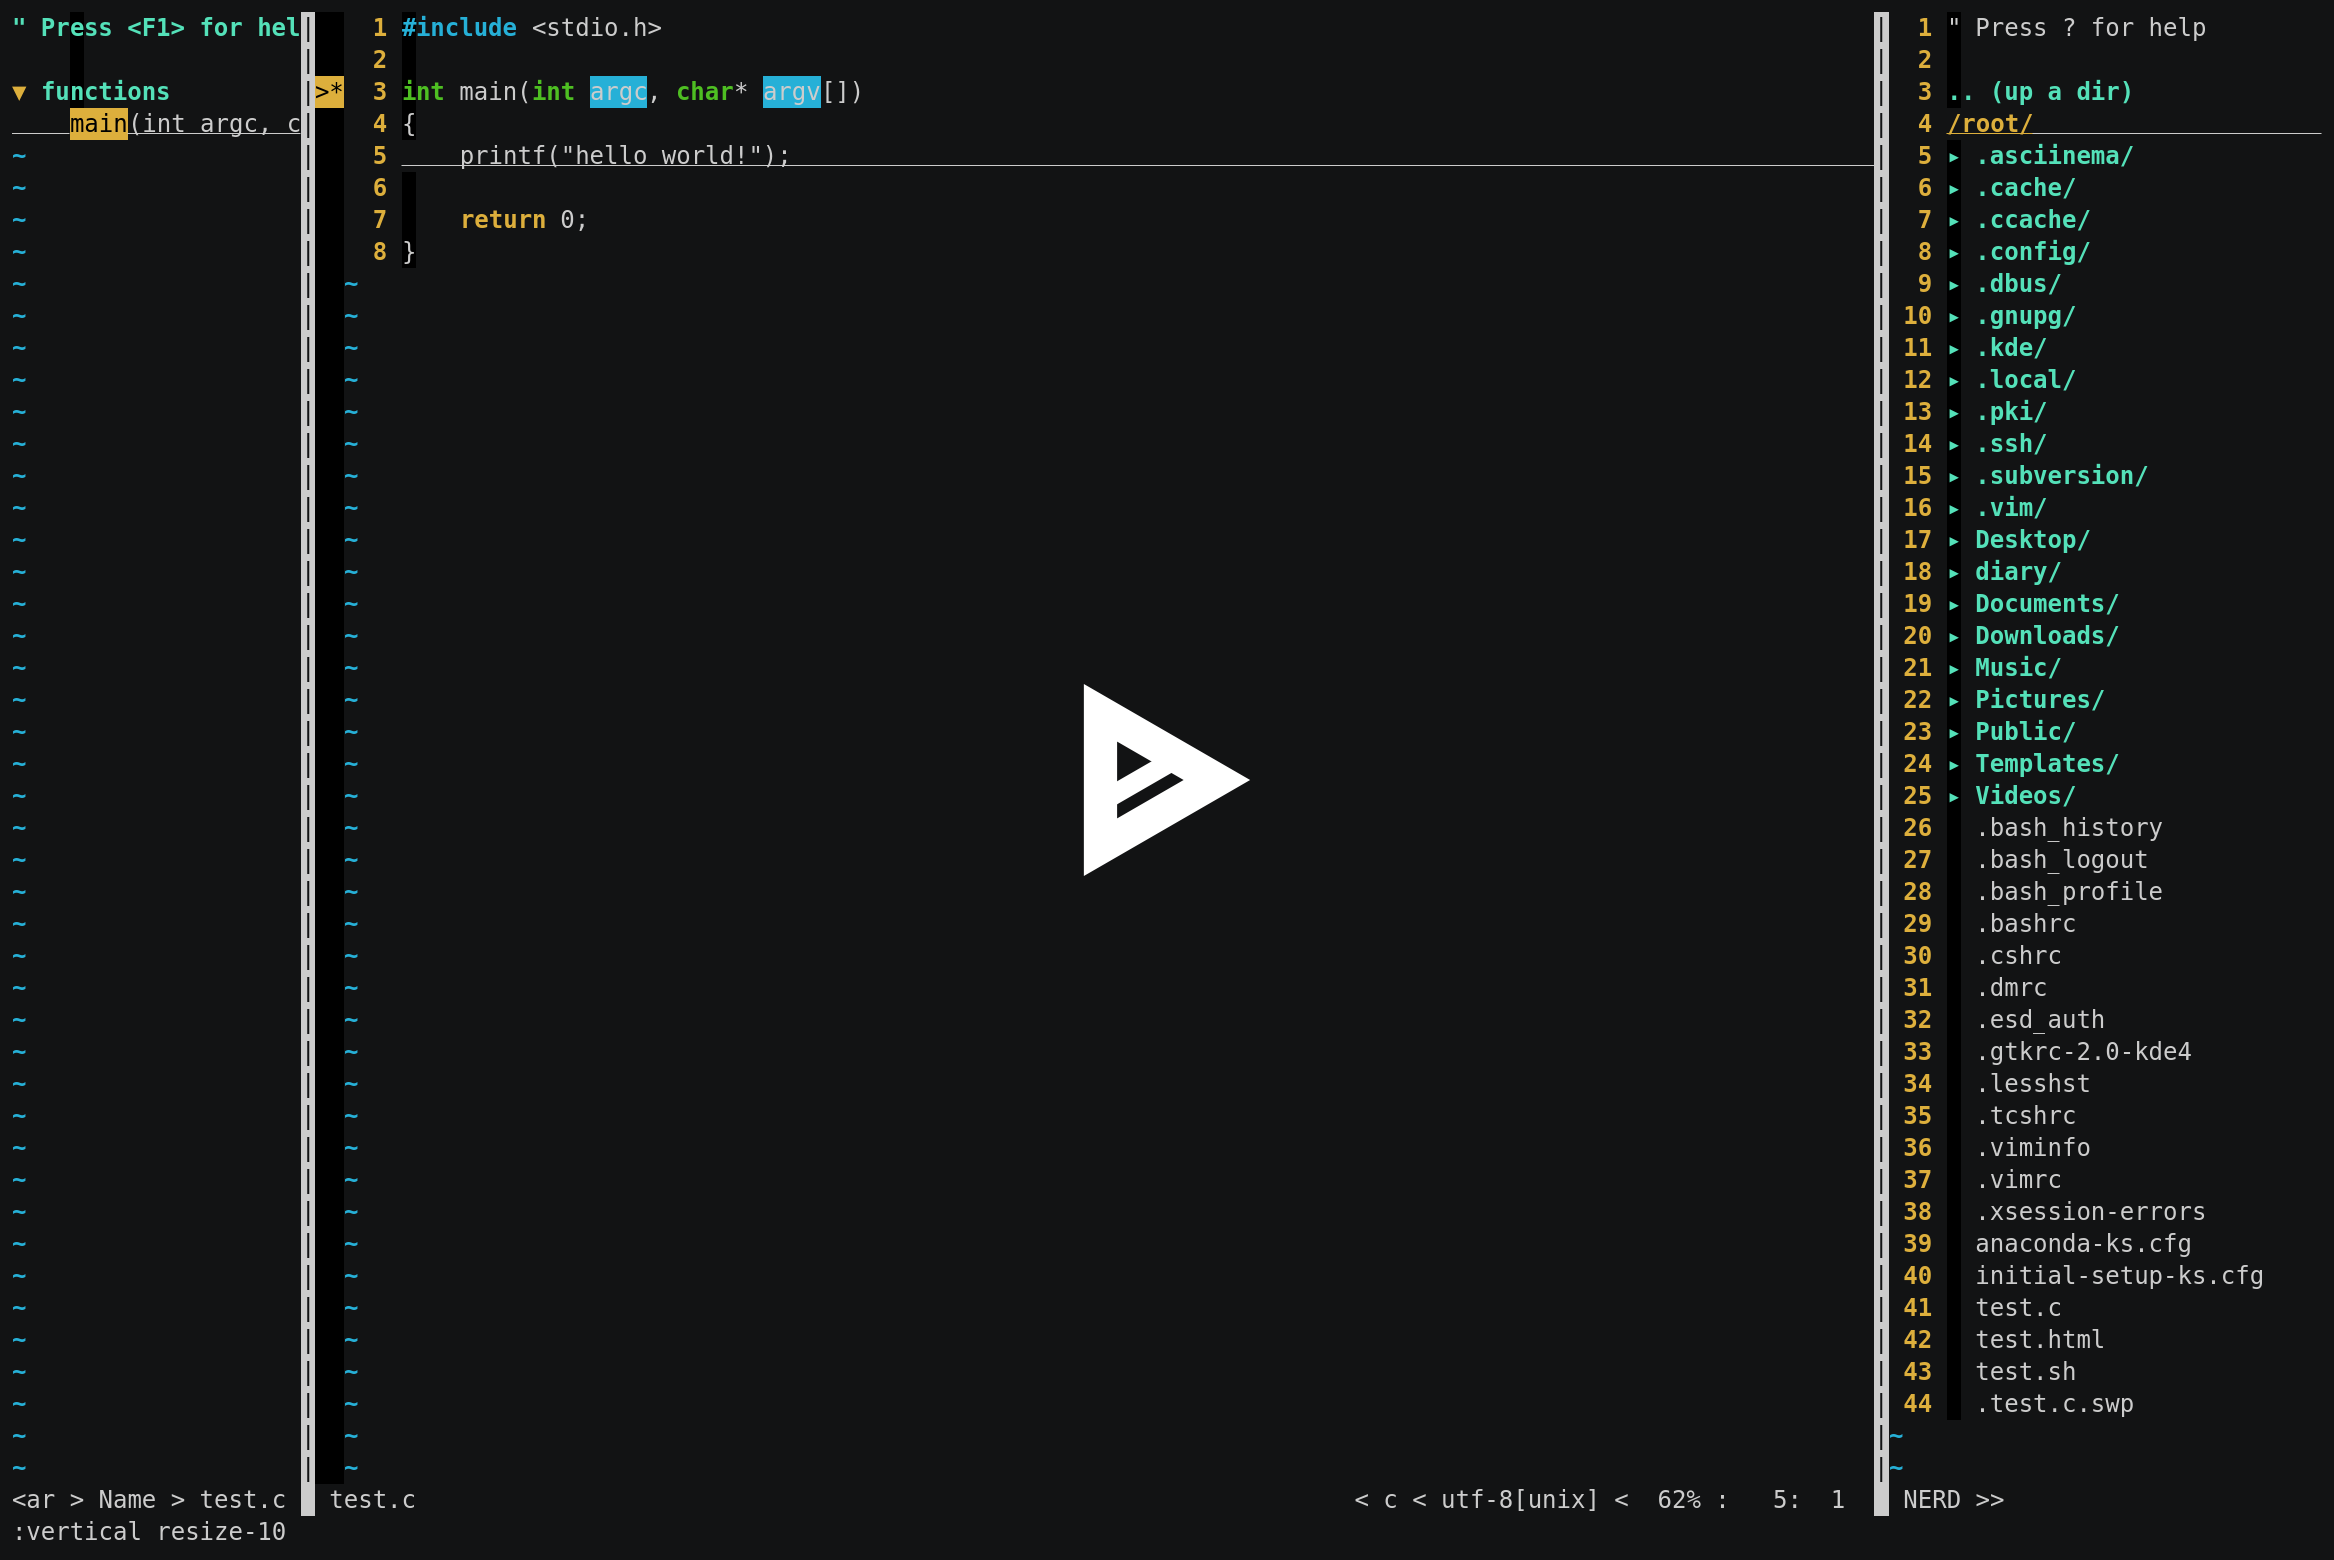 " Press <F1> for hel
▼ functions
main(int argc, c
1 #include <stdio.h>
2
>* 3 int main(int argc, char* argv[])
4 {
5 printf("hello world!");
6
7 return 0;
8 }
1 " Press ? for help
2
3 .. (up a dir)
4 /root/
5 ▸ .asciinema/
6 ▸ .cache/
7 ▸ .ccache/
8 ▸ .config/
9 ▸ .dbus/
10 ▸ .gnupg/
11 ▸ .kde/
12 ▸ .local/
13 ▸ .pki/
14 ▸ .ssh/
15 ▸ .subversion/
16 ▸ .vim/
17 ▸ Desktop/
18 ▸ diary/
19 ▸ Documents/
20 ▸ Downloads/
21 ▸ Music/
22 ▸ Pictures/
23 ▸ Public/
24 ▸ Templates/
25 ▸ Videos/
26 .bash_history
27 .bash_logout
28 .bash_profile
29 .bashrc
30 .cshrc
31 .dmrc
32 .esd_auth
33 .gtkrc-2.0-kde4
34 .lesshst
35 .tcshrc
36 .viminfo
37 .vimrc
38 .xsession-errors
39 anaconda-ks.cfg
40 initial-setup-ks.cfg
41 test.c
42 test.html
43 test.sh
44 .test.c.swp
<ar > Name > test.c
test.c < c < utf-8[unix] < 62% : 5: 1
NERD >>
:vertical resize-10